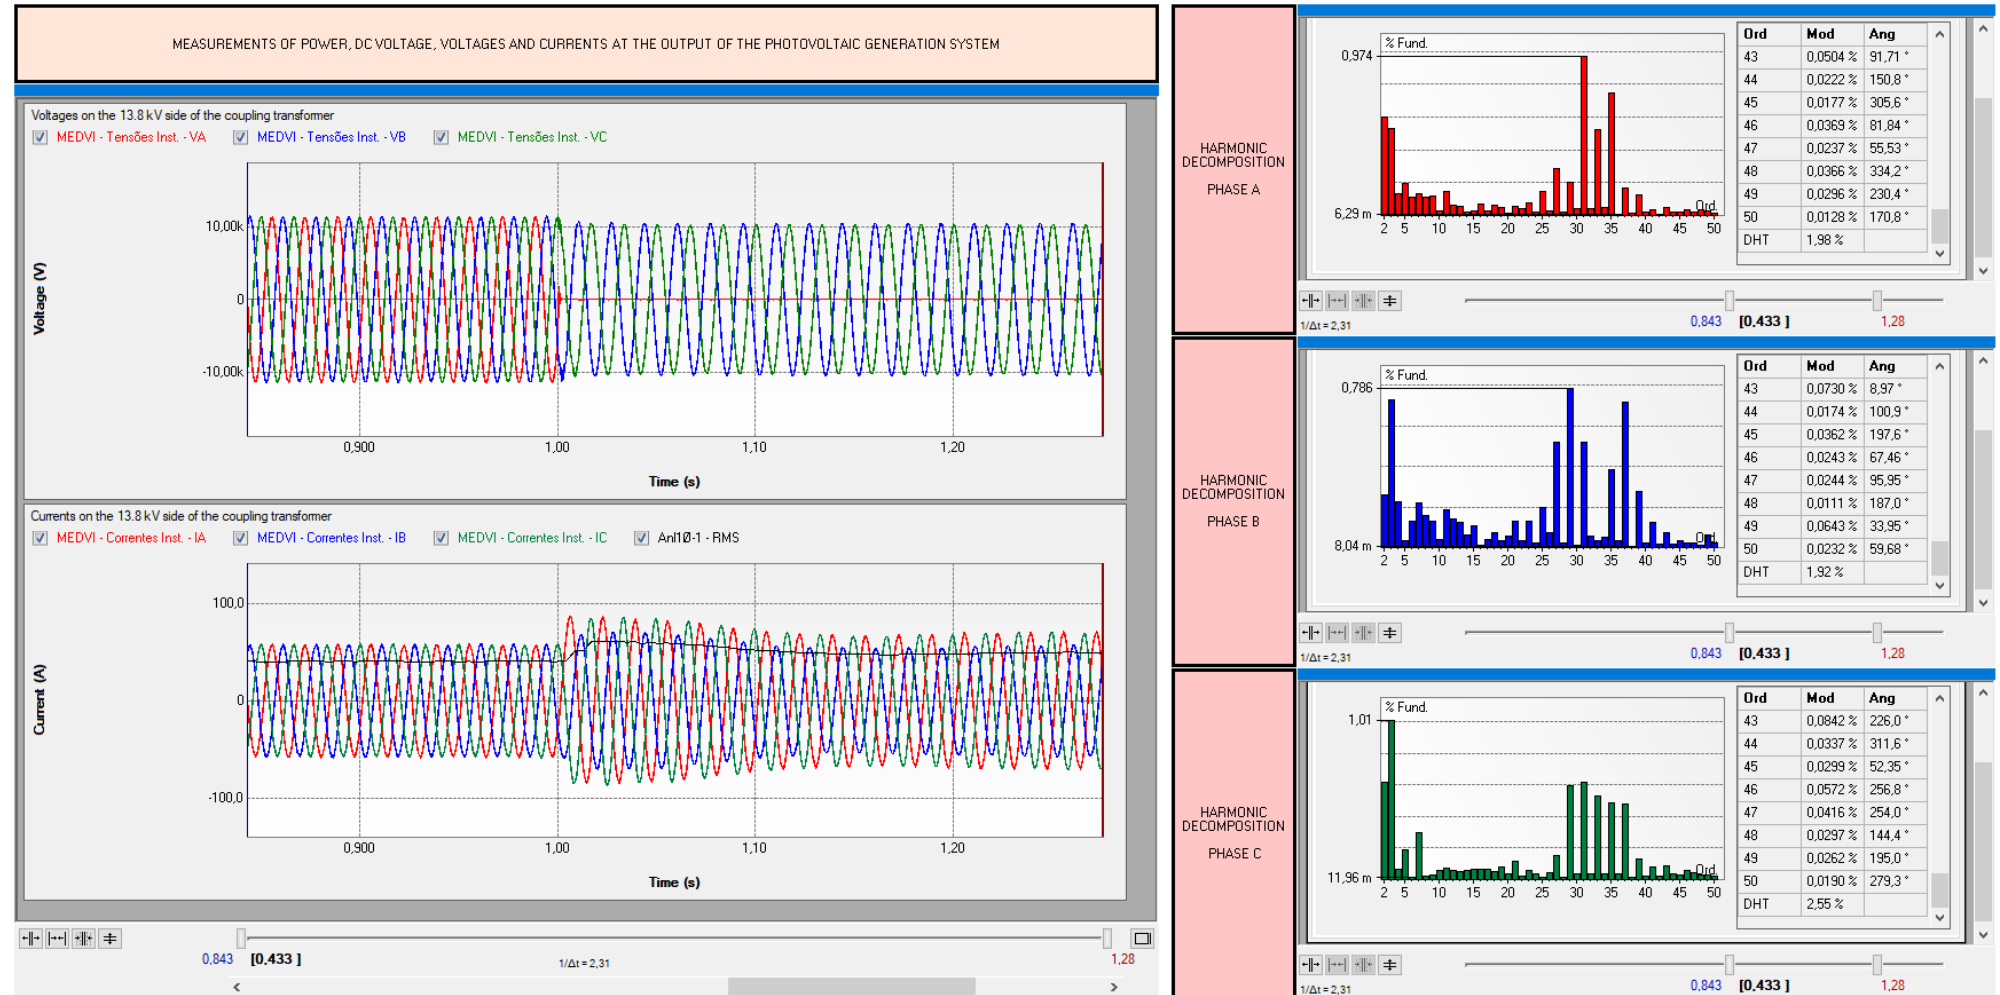 MEASUREMENTS OF POWER, DC VOLTAGE, VOLTAGES AND CURRENTS AT THE OUTPUT OF THE PHOTOVOLTAIC GENERATION SYSTEM
Voltages on the 13.8 kV side of the coupling transformer
MEDVI - Tensões Inst. - VA MEDVI - Tensões Inst. - VB MEDVI - Tensões Inst. - VC
10,00k
0
-10,00k
Voltage (V)
0,900 1,00 1,10 1,20
Time (s)
Currents on the 13.8 kV side of the coupling transformer
MEDVI - Correntes Inst. - IA MEDVI - Correntes Inst. - IB MEDVI - Correntes Inst. - IC Anl1Ø-1 - RMS
100,0
0
-100,0
Current (A)
0,900 1,00 1,10 1,20
Time (s)
0,843 [0,433 ] 1/Δt = 2,31 1,28
HARMONIC
DECOMPOSITION
PHASE A
% Fund.
0,974
6,29 m
Ord.
2 5 10 15 20 25 30 35 40 45 50
Ord Mod Ang
43 0,0504 % 91,71 °
44 0,0222 % 150,8 °
45 0,0177 % 305,6 °
46 0,0369 % 81,84 °
47 0,0237 % 55,53 °
48 0,0366 % 334,2 °
49 0,0296 % 230,4 °
50 0,0128 % 170,8 °
DHT 1,98 %
1/Δt = 2,31 0,843 [0,433 ] 1,28
HARMONIC
DECOMPOSITION
PHASE B
% Fund.
0,786
8,04 m
Ord.
2 5 10 15 20 25 30 35 40 45 50
Ord Mod Ang
43 0,0730 % 8,97 °
44 0,0174 % 100,9 °
45 0,0362 % 197,6 °
46 0,0243 % 67,46 °
47 0,0244 % 95,95 °
48 0,0111 % 187,0 °
49 0,0643 % 33,95 °
50 0,0232 % 59,68 °
DHT 1,92 %
1/Δt = 2,31 0,843 [0,433 ] 1,28
HARMONIC
DECOMPOSITION
PHASE C
% Fund.
1,01
11,96 m
Ord.
2 5 10 15 20 25 30 35 40 45 50
Ord Mod Ang
43 0,0842 % 226,0 °
44 0,0337 % 311,6 °
45 0,0299 % 52,35 °
46 0,0572 % 256,8 °
47 0,0416 % 254,0 °
48 0,0297 % 144,4 °
49 0,0262 % 195,0 °
50 0,0190 % 279,3 °
DHT 2,55 %
1/Δt = 2,31 0,843 [0,433 ] 1,28